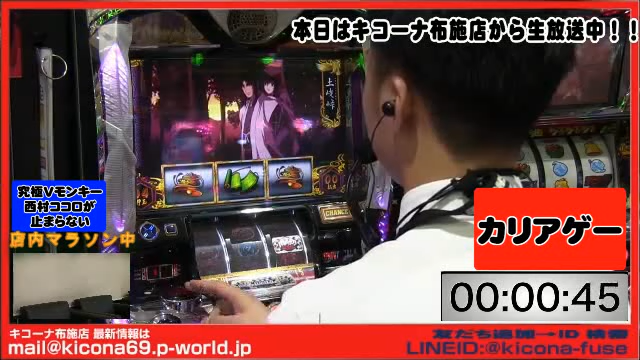 本日はキコーナ布施店から生放送中！！
土岐峠
究極Vモンキー
西村ココロが
止まらない
店内マラソン中
CHANCE
カリアゲー
00:00:45
キコーナ布施店 最新情報は
mail@kicona69.p-world.jp
友だち追加→ID 検索
LINEID:@kicona-fuse